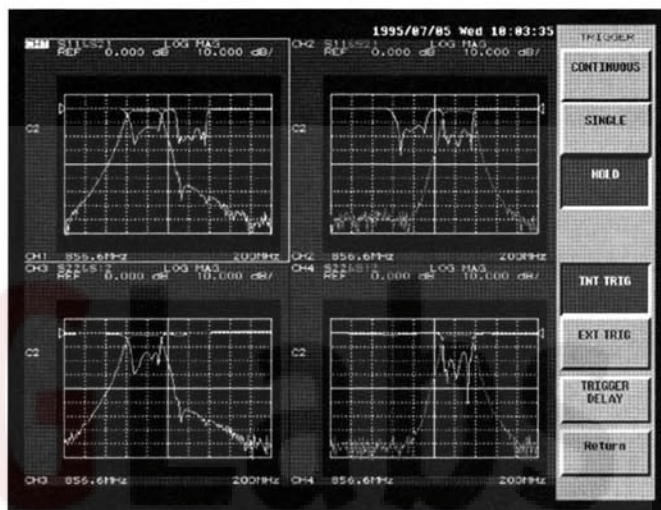 1995/07/05 Wed 10:03:35
CH1 S11&S21 LOG MAG
REF 0.000 dB 10.000 dB/
C2
CH1 856.6MHz 200MHz
CH2 S11&S21 LOG MAG
REF 0.000 dB 10.000 dB/
C2
CH2 856.6MHz 200MHz
CH3 S22&S12 LOG MAG
REF 0.000 dB 10.000 dB/
C2
CH3 856.6MHz 200MHz
CH4 S22&S12 LOG MAG
REF 0.000 dB 10.000 dB/
C2
CH4 856.6MHz 200MHz
TRIGGER
CONTINUOUS
SINGLE
HOLD
INT TRIG
EXT TRIG
TRIGGER
DELAY
Return
GLabs